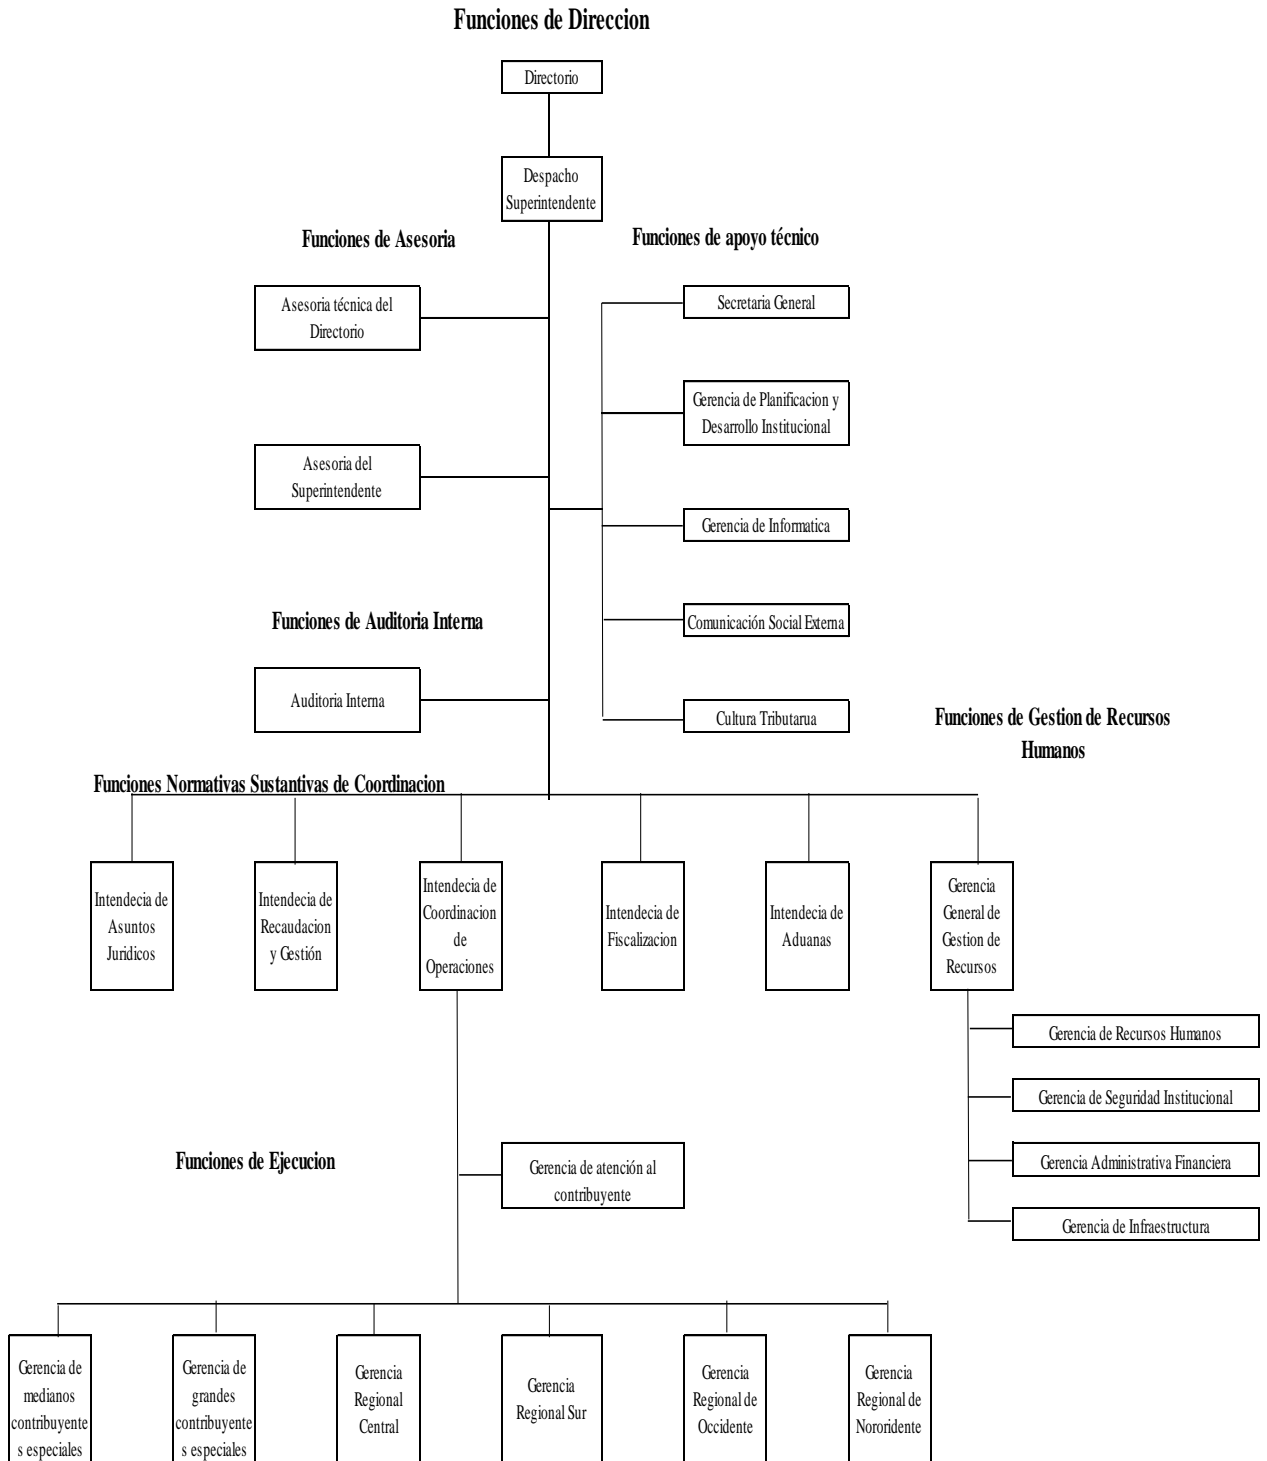 Funciones de Direccion
Directorio
Despacho
Superintendente
Funciones de Asesoria
Funciones de apoyo técnico
Asesoria técnica del
Directorio
Secretaria General
Gerencia de Planificacion y
Desarrollo Institucional
Asesoria del
Superintendente
Gerencia de Informatica
Funciones de Auditoria Interna
Comunicación Social Externa
Auditoria Interna
Cultura Tributarua
Funciones de Gestion de Recursos
Humanos
Funciones Normativas Sustantivas de Coordinacion
Intendecia de
Asuntos
Juridicos
Intendecia de
Recaudacion
y Gestión
Intendecia de
Coordinacion
de
Operaciones
Intendecia de
Fiscalizacion
Intendecia de
Aduanas
Gerencia
General de
Gestion de
Recursos
Gerencia de Recursos Humanos
Gerencia de Seguridad Institucional
Gerencia Administrativa Financiera
Gerencia de Infraestructura
Funciones de Ejecucion
Gerencia de atención al
contribuyente
Gerencia de
medianos
contribuyente
s especiales
Gerencia de
grandes
contribuyente
s especiales
Gerencia
Regional
Central
Gerencia
Regional Sur
Gerencia
Regional de
Occidente
Gerencia
Regional de
Nororidente